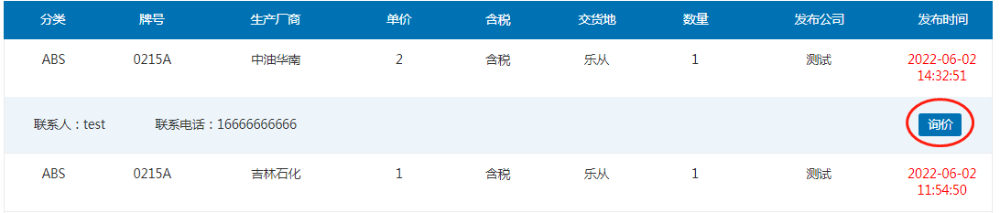 分类 牌号 生产厂商 单价 含税 交货地 数量 发布公司 发布时间
ABS 0215A 中油华南 2 含税 乐从 1 测试 2022-06-02
14:32:51
联系人：test 联系电话：16666666666 询价
ABS 0215A 吉林石化 1 含税 乐从 1 测试 2022-06-02
11:54:50